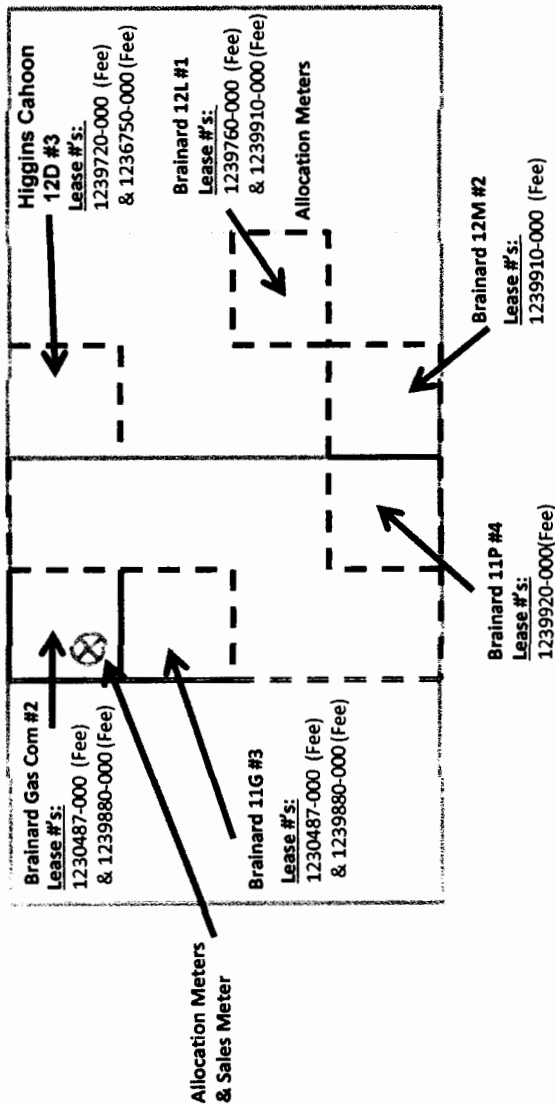 Allocation Meters
& Sales Meter
Brainard Gas Com #2
Lease #'s:
1230487-000 (Fee)
& 1239880-000 (Fee)
Brainard 11G #3
Lease #'s:
1230487-000 (Fee)
& 1239880-000 (Fee)
Higgins Cahoon
12D #3
Lease #'s:
1239720-000 (Fee)
& 1236750-000 (Fee)
Brainard 12L #1
Lease #'s:
1239760-000 (Fee)
& 1239910-000 (Fee)
Allocation Meters
Brainard 11P #4
Lease #'s:
1239920-000(Fee)
Brainard 12M #2
Lease #'s:
1239910-000 (Fee)